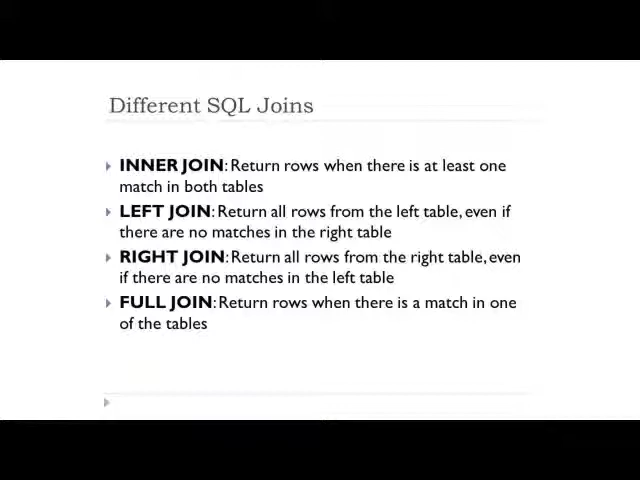 Different SQL Joins
INNER JOIN: Return rows when there is at least one
match in both tables
LEFT JOIN: Return all rows from the left table, even if
there are no matches in the right table
RIGHT JOIN: Return all rows from the right table, even
if there are no matches in the left table
FULL JOIN: Return rows when there is a match in one
of the tables